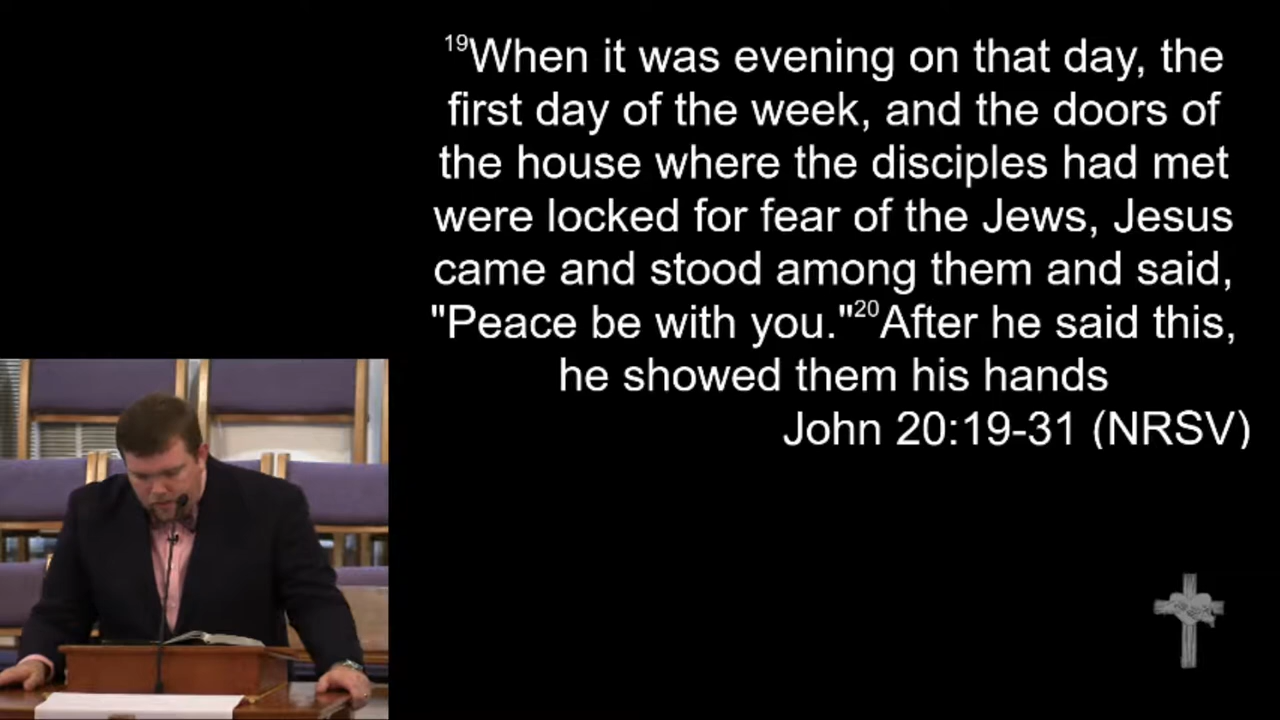 19When it was evening on that day, the
first day of the week, and the doors of
the house where the disciples had met
were locked for fear of the Jews, Jesus
came and stood among them and said,
"Peace be with you."20After he said this,
he showed them his hands
John 20:19-31 (NRSV)